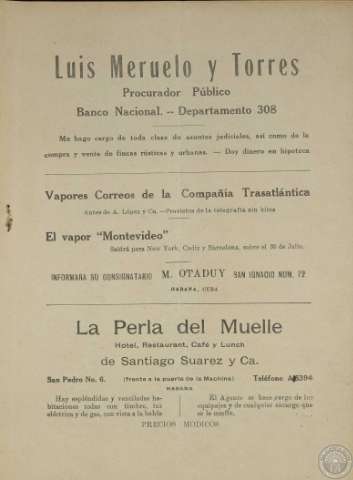 Luis Meruelo y Torres
Procurador Público
Banco Nacional. -- Departamento 308
Me hago cargo de toda clase de asuntos judiciales, así como de la
compra y venta de fincas rústicas y urbanas. — Doy dinero en hipoteca
Vapores Correos de la Compañía Trasatlántica
Antes de A. López y Ca. —Provistos de la telegrafía sin hilos
El vapor "Montevideo"
Saldrá para New York, Cadiz y Barcelona, sobre el 30 de Julio.
INFORMARÁ SU CONSIGNATARIO M. OTADUY SAN IGNACIO NUM. 72
HABANA, CUBA
La Perla del Muelle
Hotel, Restaurant, Café y Lunch
de Santiago Suarez y Ca.
San Pedro No. 6. (frente a la puerta de la Machina) Teléfono A-5394
HABANA
Hay espléndidas y ventiladas ha-
bitaciones todas con timbre, luz
eléctrica y de gas, con vista a la bahía
El Agente se hace cargo de los
equipajes y de cualquier encargo que
se le confíe.
PRECIOS MODICOS